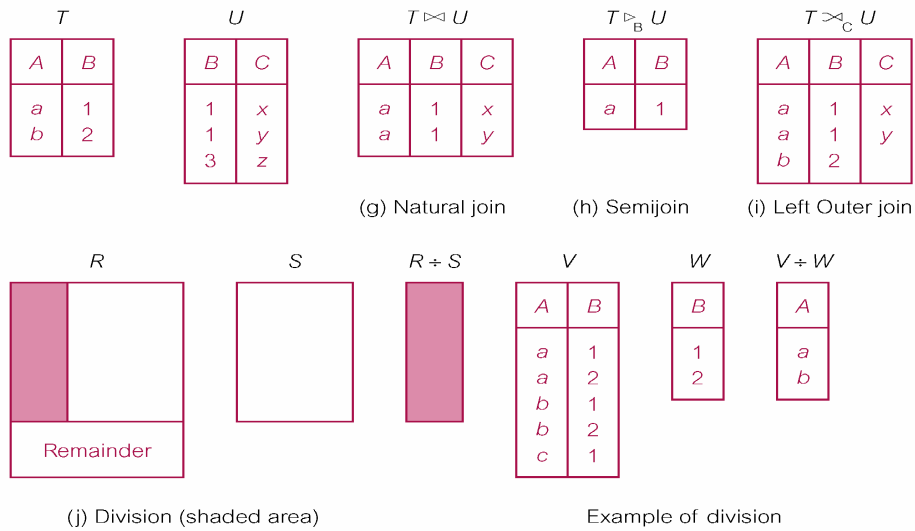 T U T ⋈ U T ▷B U T ⟕C U
A B B C A B C A B A B C
a 1 1 x a 1 x a 1 a 1 x
b 2 1 y a 1 y a 1 y
3 z b 2
(g) Natural join (h) Semijoin (i) Left Outer join
R S R ÷ S V W V ÷ W
A B B A
a 1 1 a
a 2 2 b
b 1
b 2
c 1
Remainder
(j) Division (shaded area) Example of division